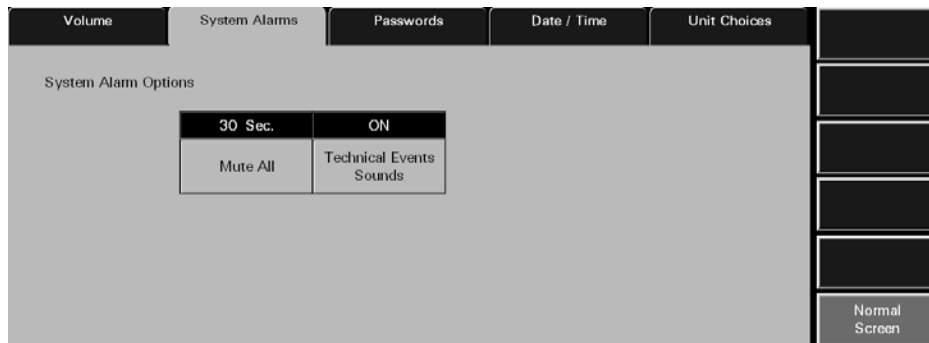 Volume
System Alarms
Passwords
Date / Time
Unit Choices
System Alarm Options
30 Sec.
ON
Mute All
Technical Events
Sounds
Normal
Screen